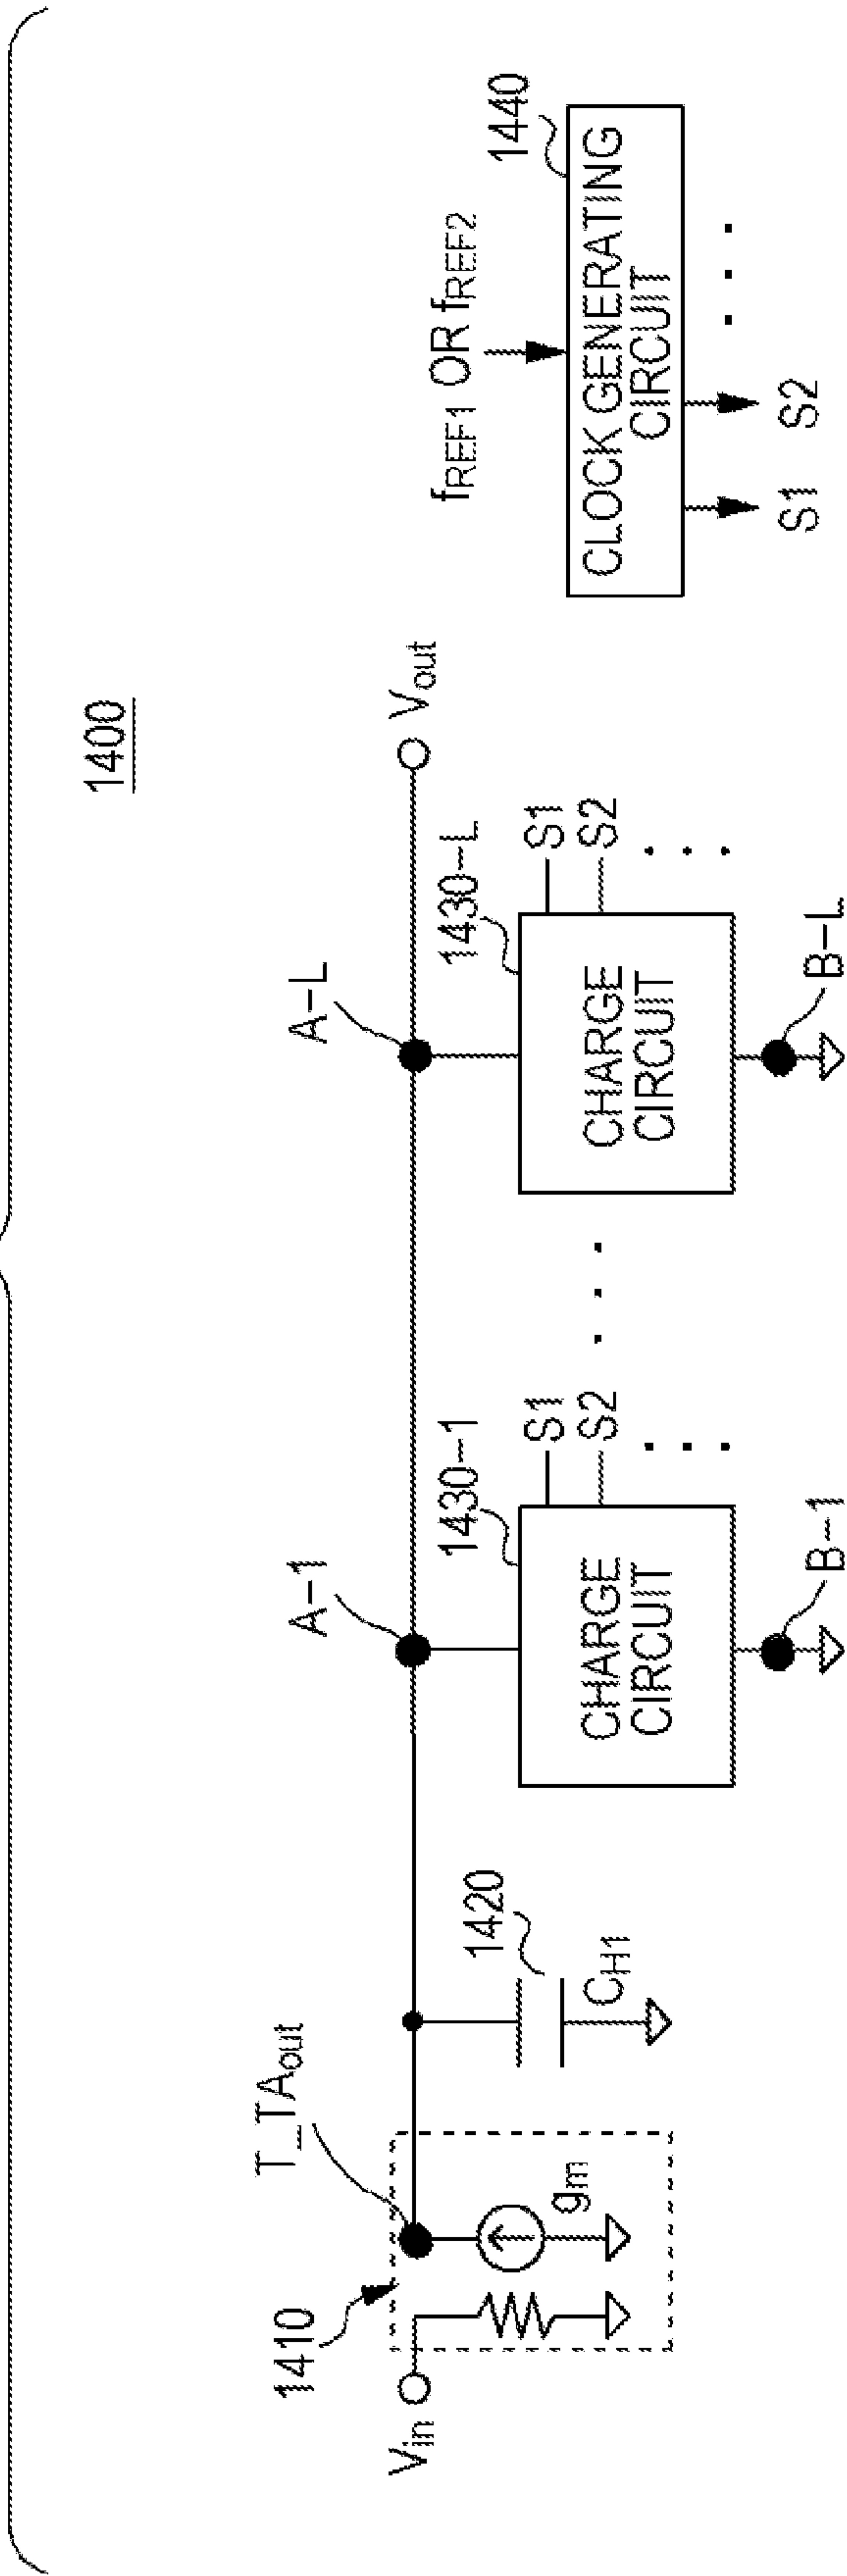 1400
T_TAout
A-1
A-L
1410
Vin
gm
1420
CH1
1430-1
CHARGE
CIRCUIT
S1
S2
. . .
B-1
. . .
1430-L
CHARGE
CIRCUIT
S1
S2
. . .
B-L
Vout
fREF1 OR fREF2
1440
CLOCK GENERATING
CIRCUIT
S1
S2
. . .